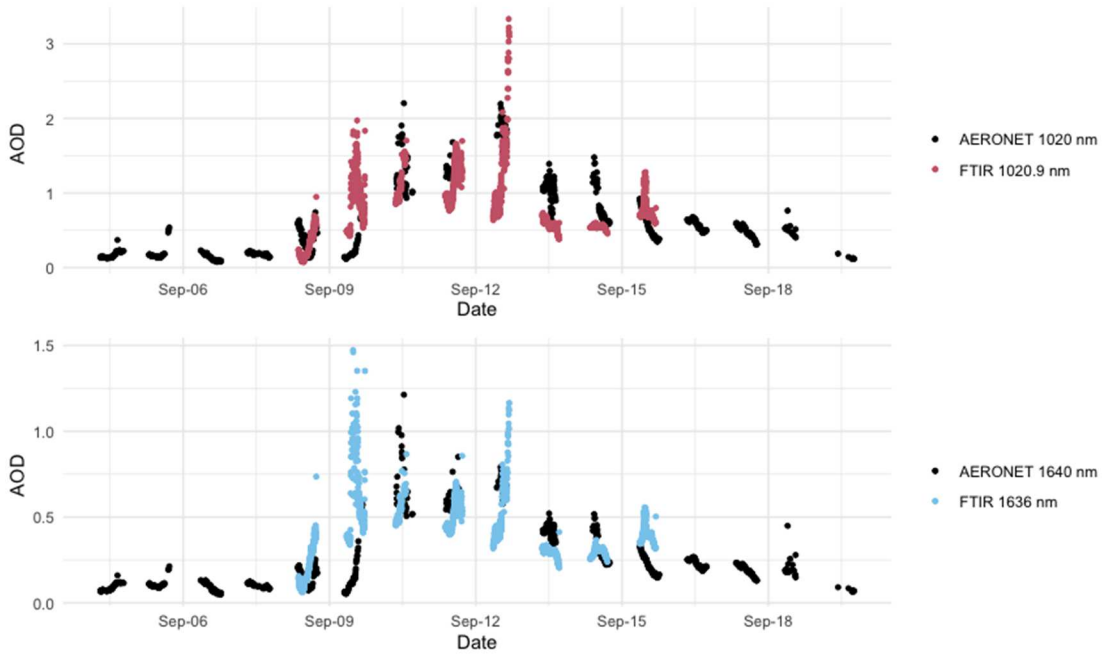 AOD
3
2
1
0
Sep-06
Sep-09
Sep-12
Sep-15
Sep-18
Date
AERONET 1020 nm
FTIR 1020.9 nm
AOD
1.5
1.0
0.5
0.0
Sep-06
Sep-09
Sep-12
Sep-15
Sep-18
Date
AERONET 1640 nm
FTIR 1636 nm